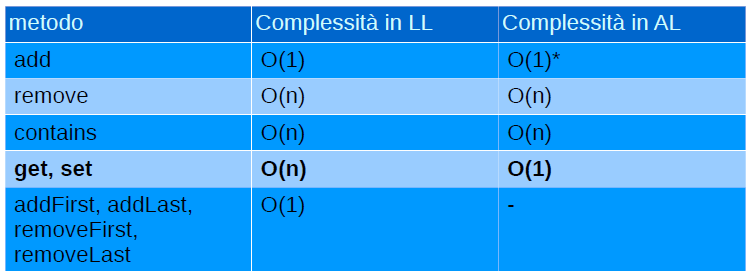 metodo Complessità in LL Complessità in AL
add O(1) O(1)*
remove O(n) O(n)
contains O(n) O(n)
get, set O(n) O(1)
addFirst, addLast, O(1) -
removeFirst,
removeLast